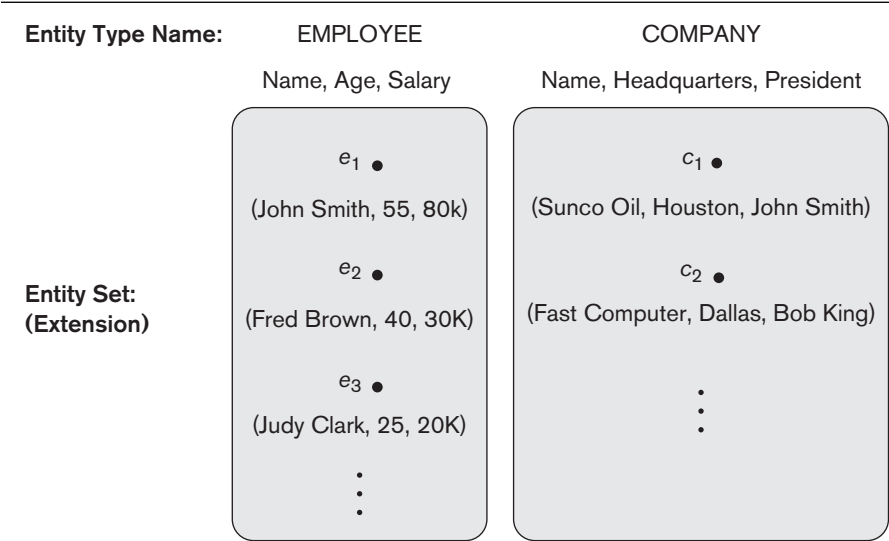 Entity Type Name: EMPLOYEE COMPANY
Name, Age, Salary Name, Headquarters, President
e1 c1
(John Smith, 55, 80k) (Sunco Oil, Houston, John Smith)
e2 c2
Entity Set:
(Extension)
(Fred Brown, 40, 30K) (Fast Computer, Dallas, Bob King)
e3
(Judy Clark, 25, 20K)